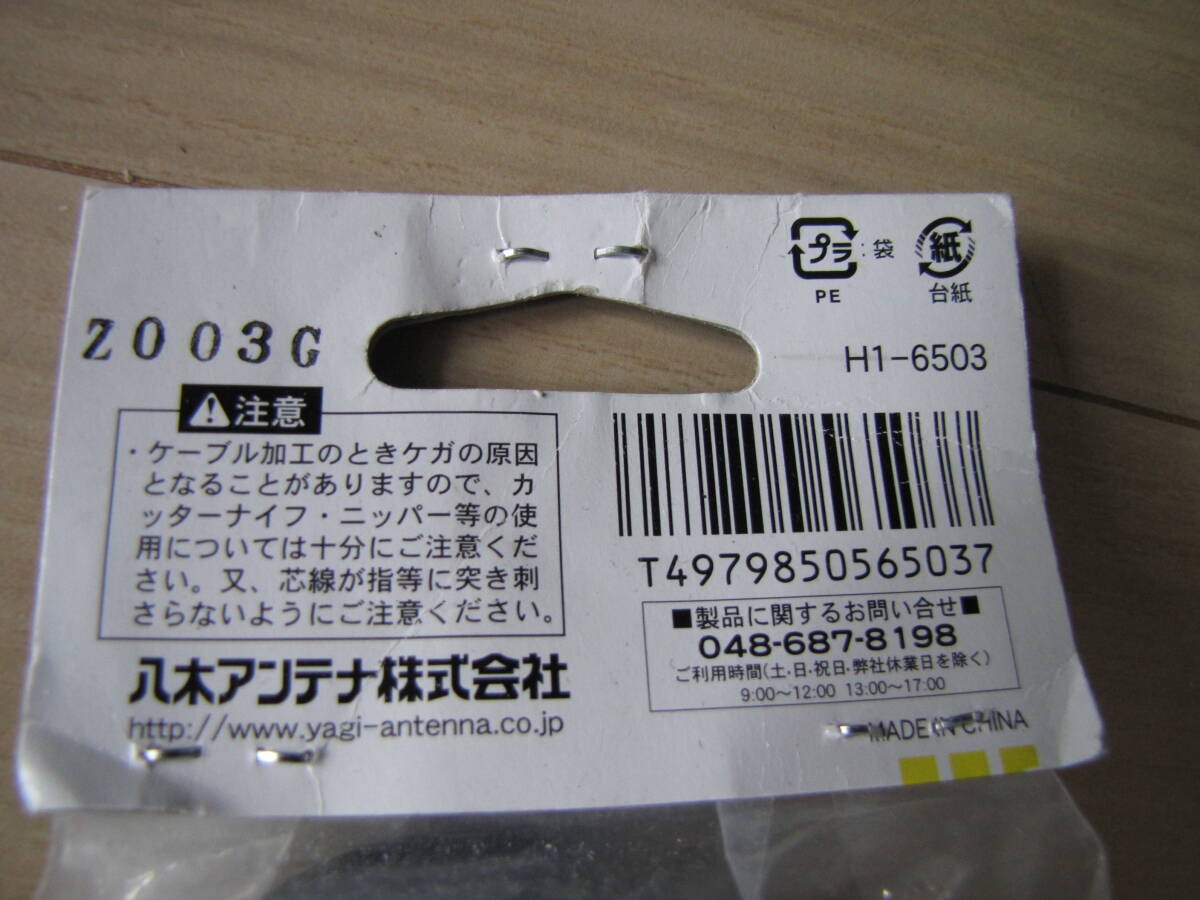 プラ : 袋
PE
紙
台紙
Z003G
H1-6503
注意
・ケーブル加工のときケガの原因
となることがありますので、カ
ッターナイフ・ニッパー等の使
用については十分にご注意くだ
さい。又、芯線が指等に突き刺
さらないようにご注意ください。
T4979850565037
■製品に関するお問い合せ■
048-687-8198
ご利用時間(土・日・祝日・弊社休業日を除く)
9:00～12:00 13:00～17:00
八木アンテナ株式会社
http://www.yagi-antenna.co.jp
MADE IN CHINA